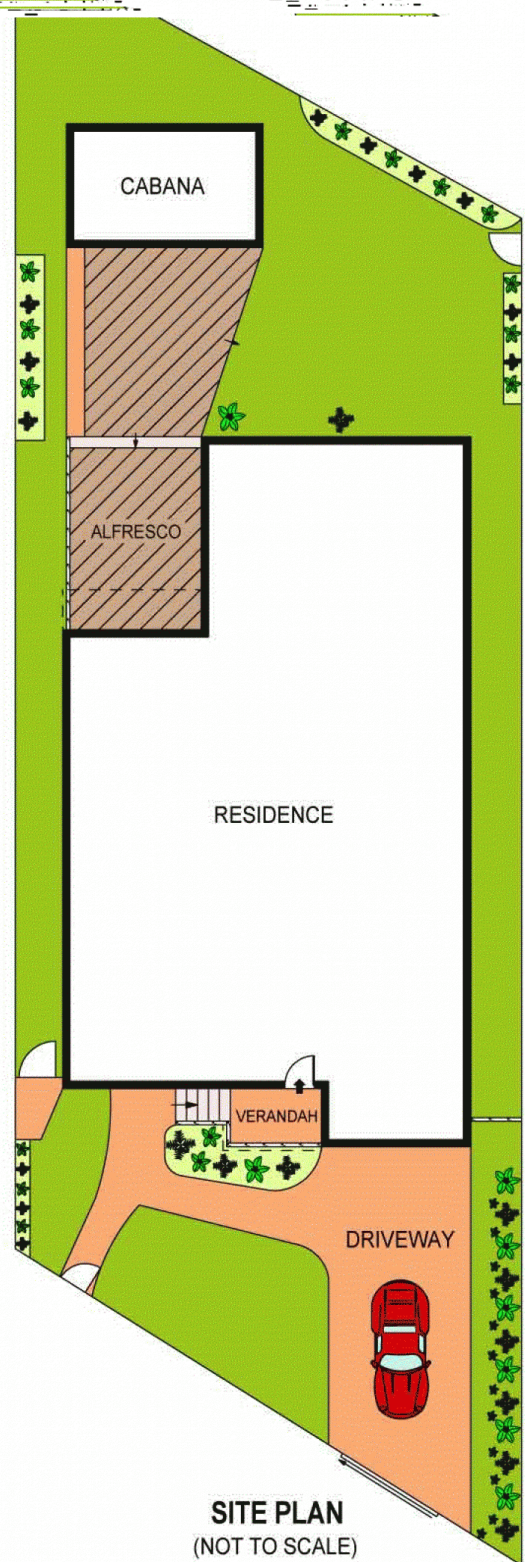 CABANA
ALFRESCO
RESIDENCE
VERANDAH
DRIVEWAY
SITE PLAN
(NOT TO SCALE)